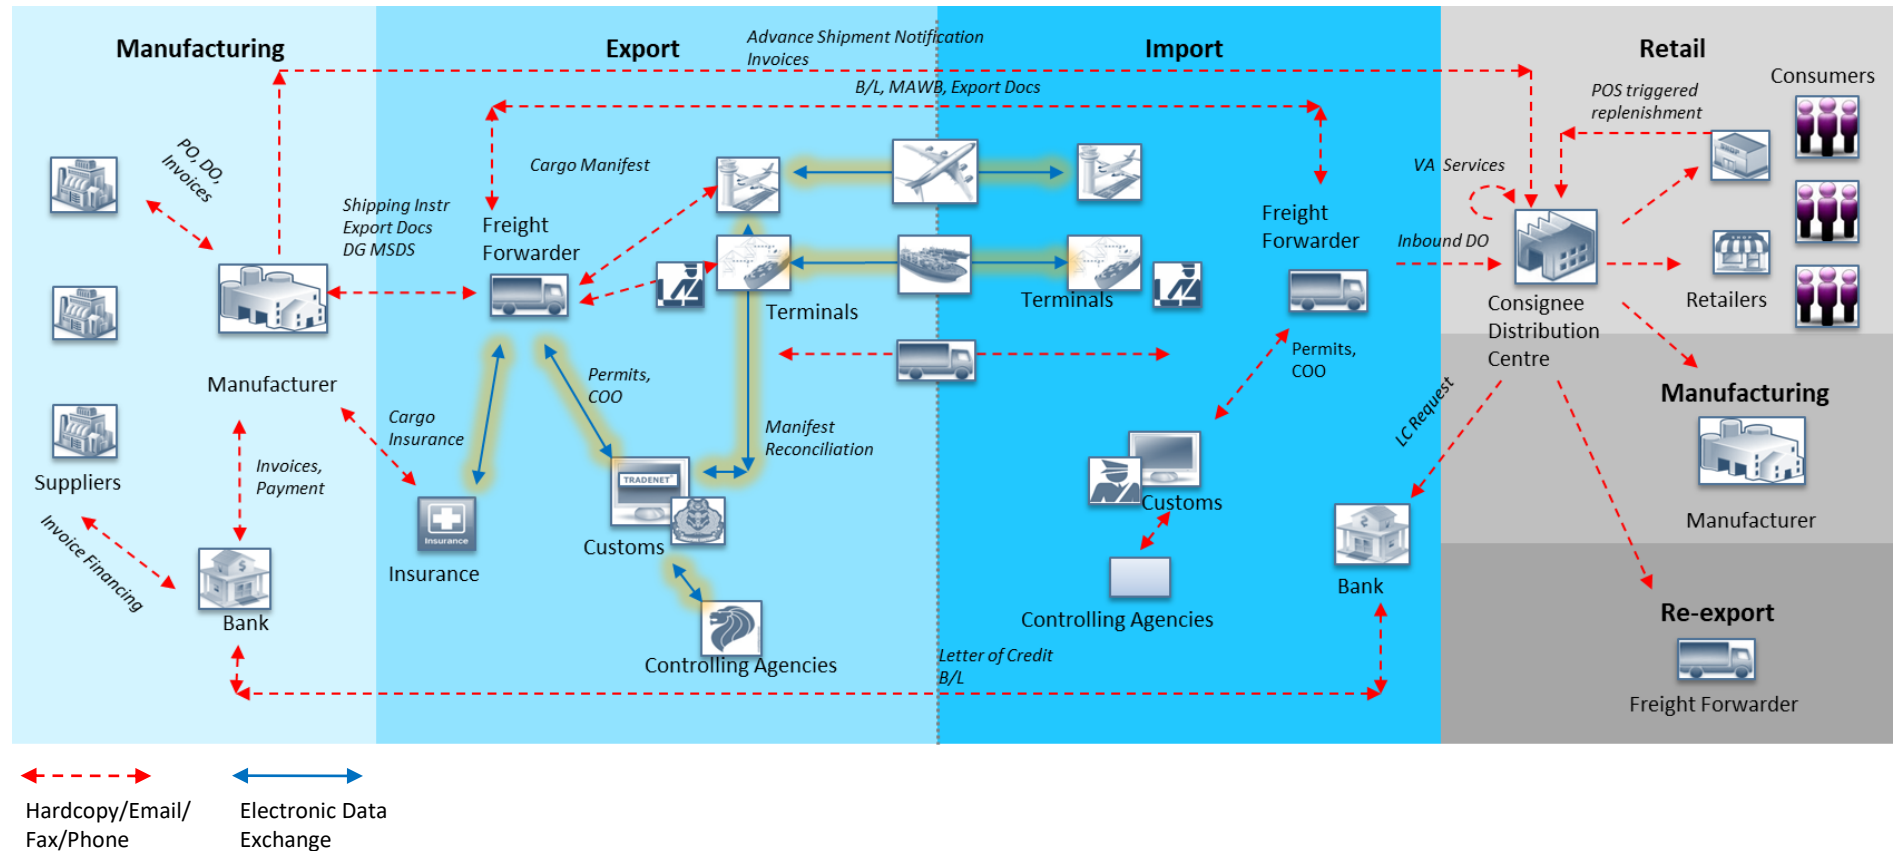 Manufacturing
Export
Import
Retail
Advance Shipment Notification
Invoices
B/L, MAWB, Export Docs
Consumers
POS triggered
replenishment
PO, DO,
Invoices
Cargo Manifest
VA Services
Shipping Instr
Export Docs
DG MSDS
Freight
Forwarder
Freight
Forwarder
Inbound DO
Terminals
Terminals
Retailers
Consignee
Distribution
Centre
Manufacturer
Permits,
COO
Permits,
COO
Cargo
Insurance
Manifest
Reconciliation
LC Request
Manufacturing
Manufacturer
Suppliers
Invoices,
Payment
TRADENET
Insurance
Customs
Customs
Insurance
Invoice Financing
Bank
Bank
Controlling Agencies
Controlling Agencies
Re-export
Freight Forwarder
Letter of Credit
B/L
Hardcopy/Email/
Fax/Phone
Electronic Data
Exchange